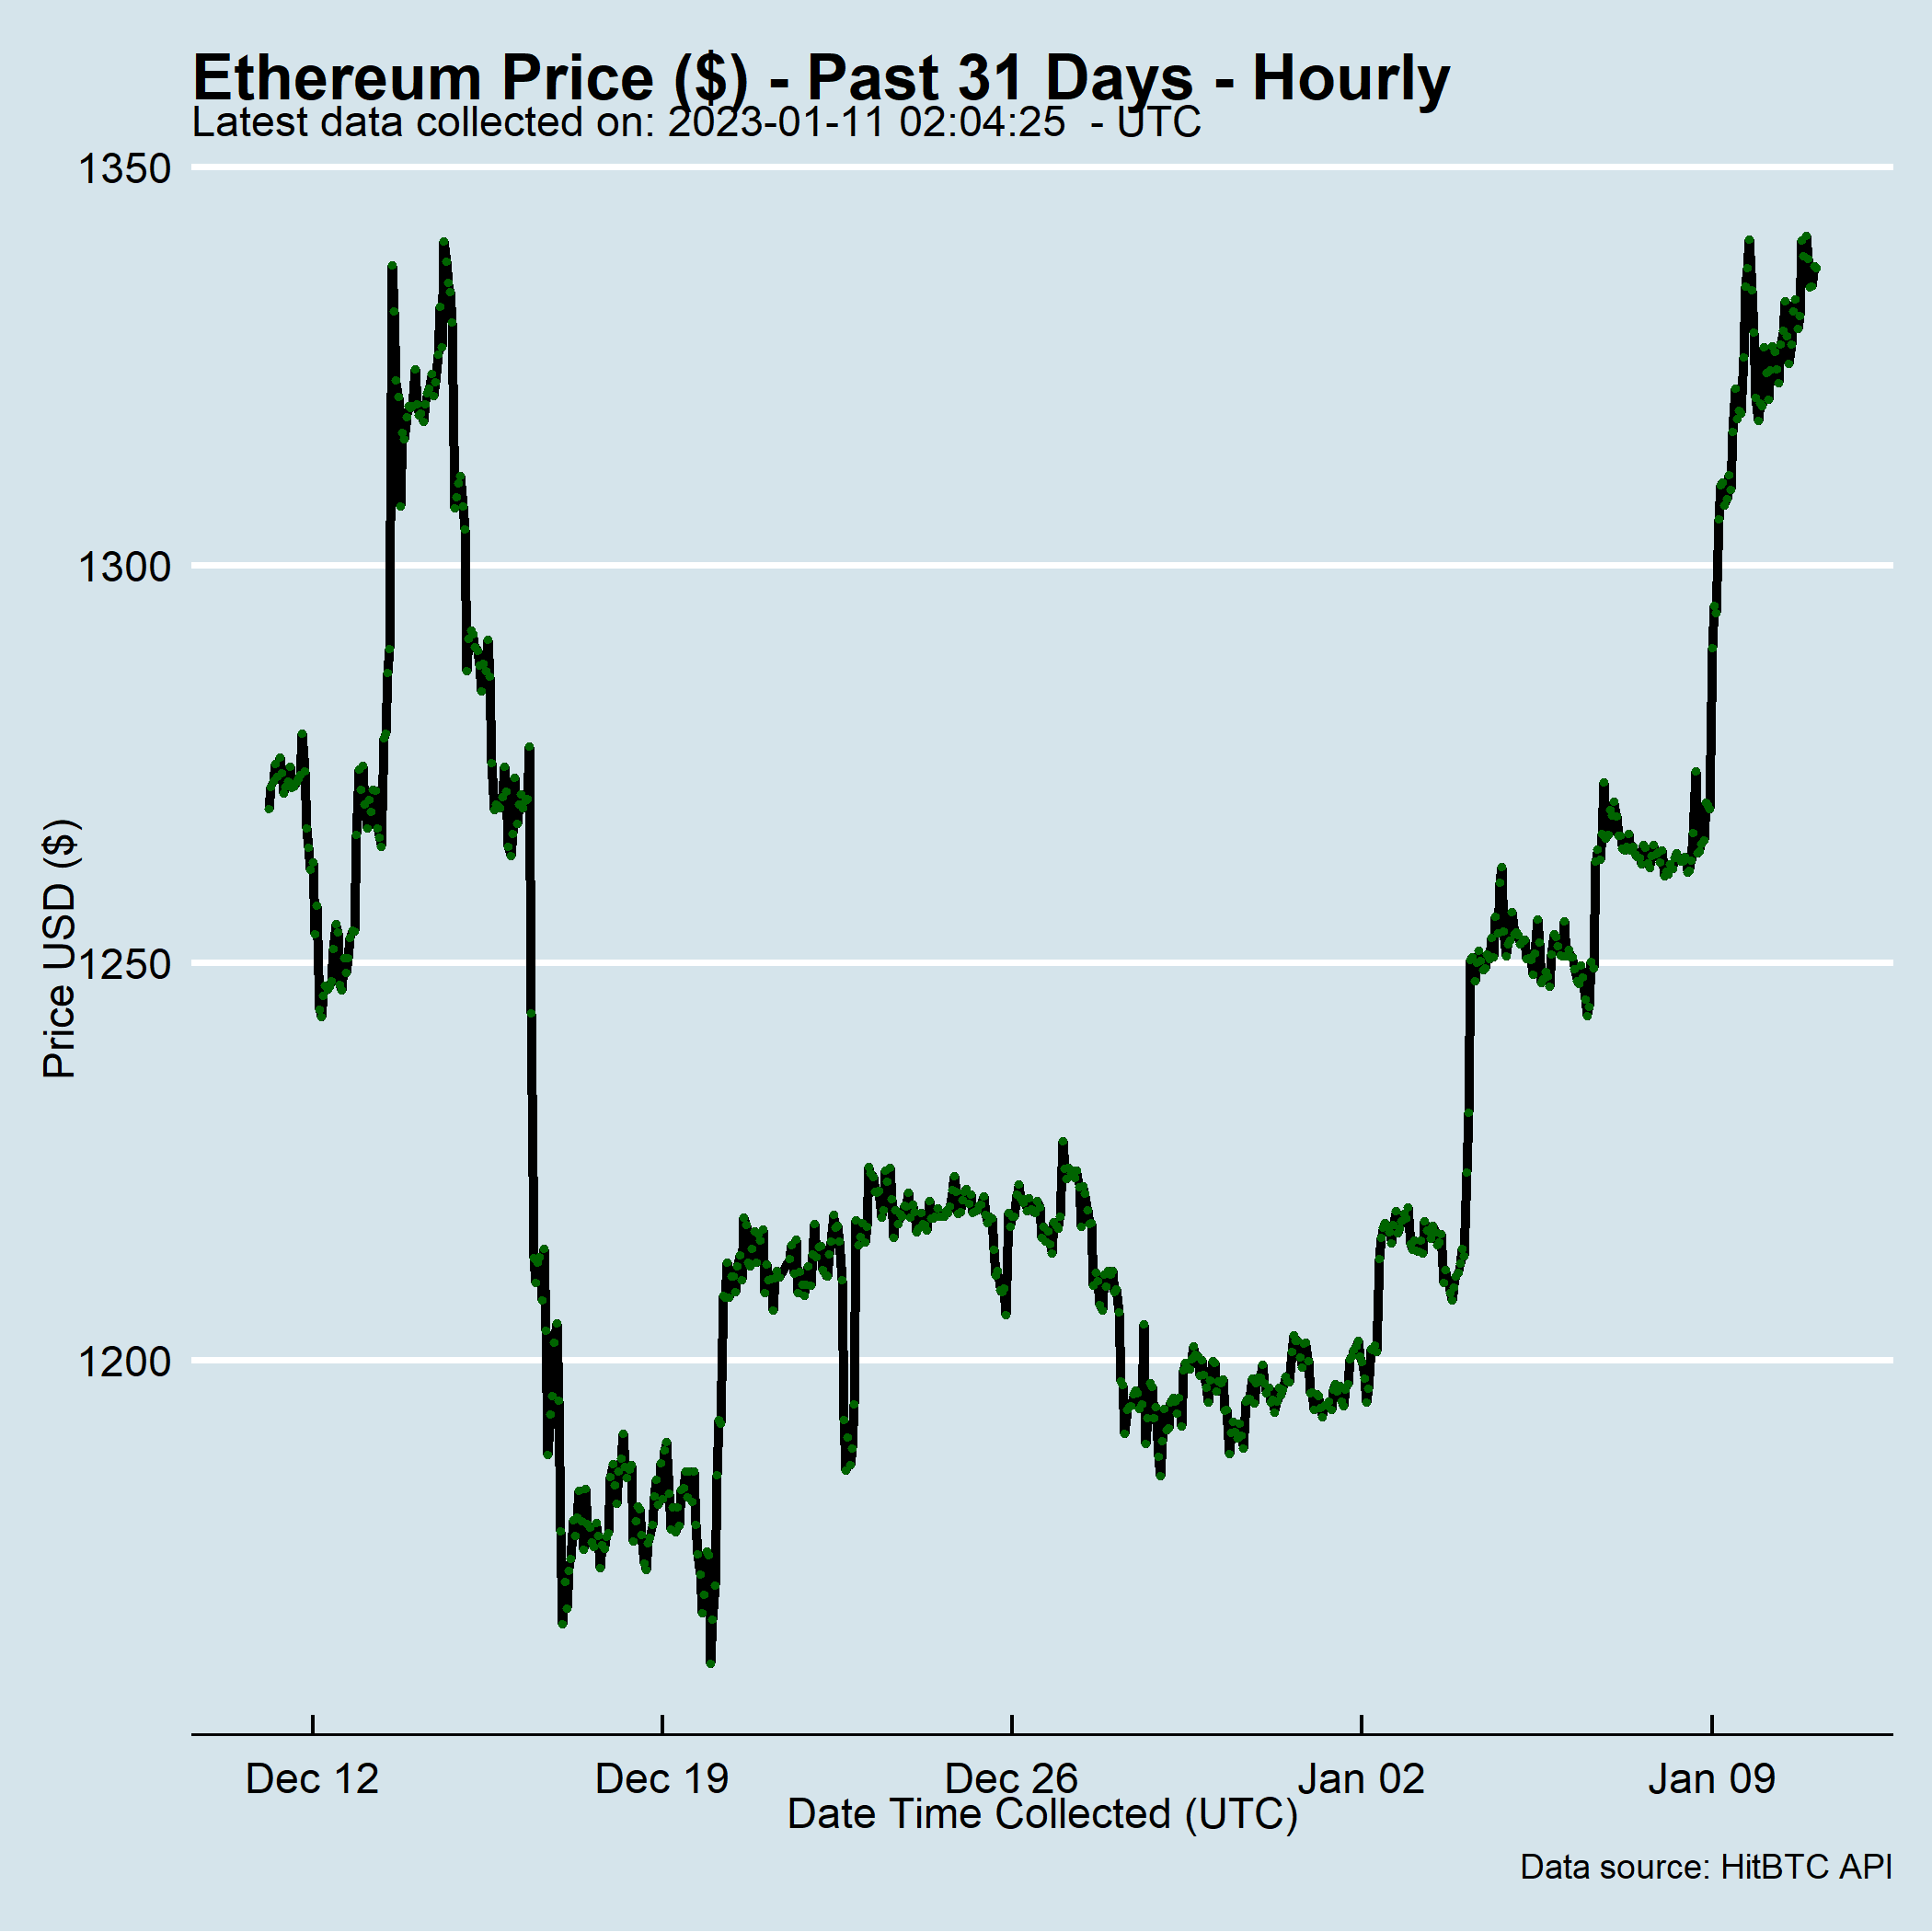 Ethereum Price ($) - Past 31 Days - Hourly
Latest data collected on: 2023-01-11 02:04:25  - UTC
1350
1300
1250
1200
Price USD ($)
Dec 12
Dec 19
Dec 26
Jan 02
Jan 09
Date Time Collected (UTC)
Data source: HitBTC API